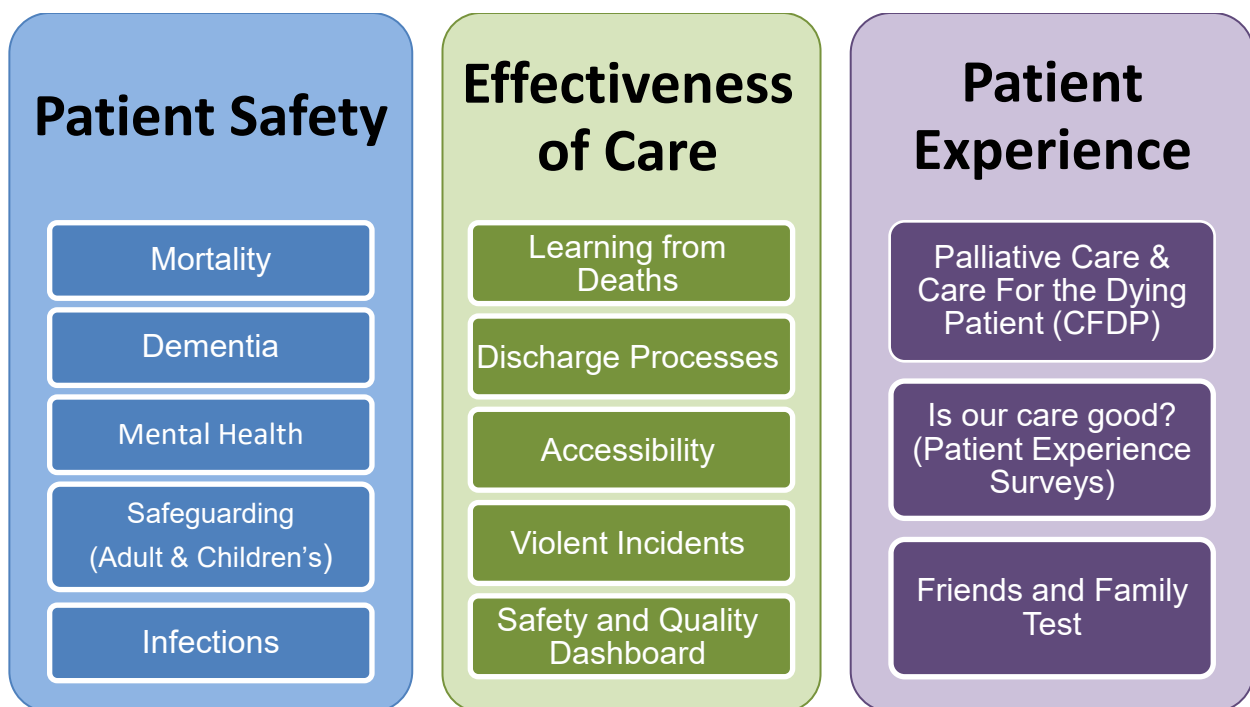 Patient Safety
Mortality
Dementia
Mental Health
Safeguarding
(Adult & Children’s)
Infections
Effectiveness
of Care
Learning from
Deaths
Discharge Processes
Accessibility
Violent Incidents
Safety and Quality
Dashboard
Patient
Experience
Palliative Care &
Care For the Dying
Patient (CFDP)
Is our care good?
(Patient Experience
Surveys)
Friends and Family
Test